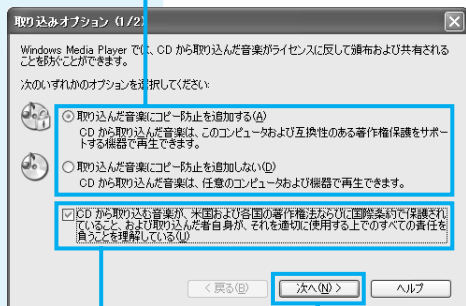 取り込みオプション (1/2)
Windows Media Player では、CD から取り込んだ音楽がライセンスに反して頒布および共有される
ことを防ぐことができます。
次のいずれかのオプションを選択してください:
取り込んだ音楽にコピー防止を追加する(A)
CD から取り込んだ音楽は、このコンピュータおよび互換性のある著作権保護をサポー
トする機器で再生できます。
取り込んだ音楽にコピー防止を追加しない(D)
CD から取り込んだ音楽は、任意のコンピュータおよび機器で再生できます。
CD から取り込む音楽が、米国および各国の著作権法ならびに国際条約で保護され
ていること、および取り込んだ者自身が、それを適切に使用する上でのすべての責任を
負うことを理解している(U)
< 戻る(B) 次へ(N) > ヘルプ